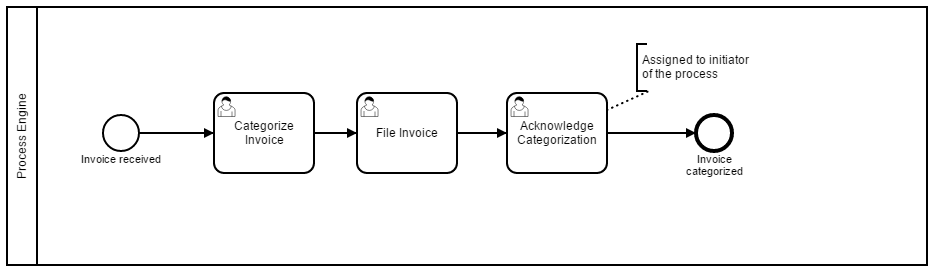 Process Engine
Invoice received
Categorize
Invoice
File Invoice
Acknowledge
Categorization
Assigned to initiator
of the process
Invoice
categorized